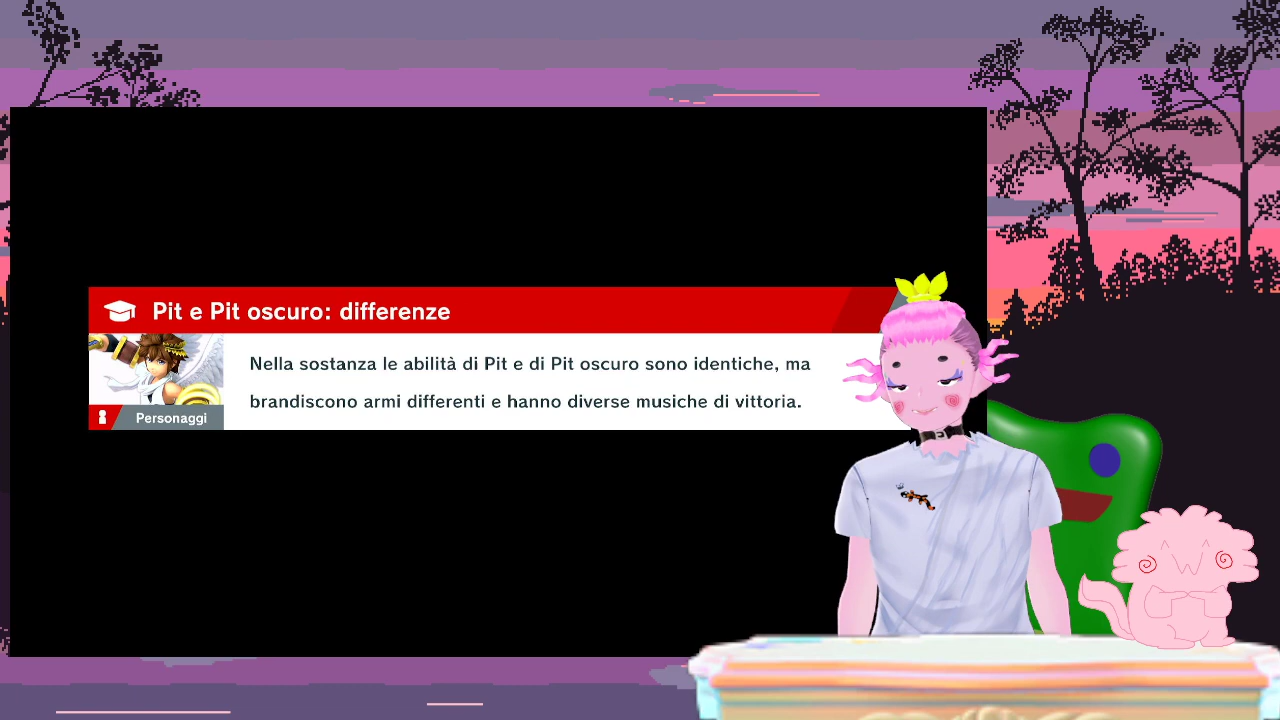 Pit e Pit oscuro: differenze
Nella sostanza le abilità di Pit e di Pit oscuro sono identiche, ma
brandiscono armi differenti e hanno diverse musiche di vittoria.
Personaggi